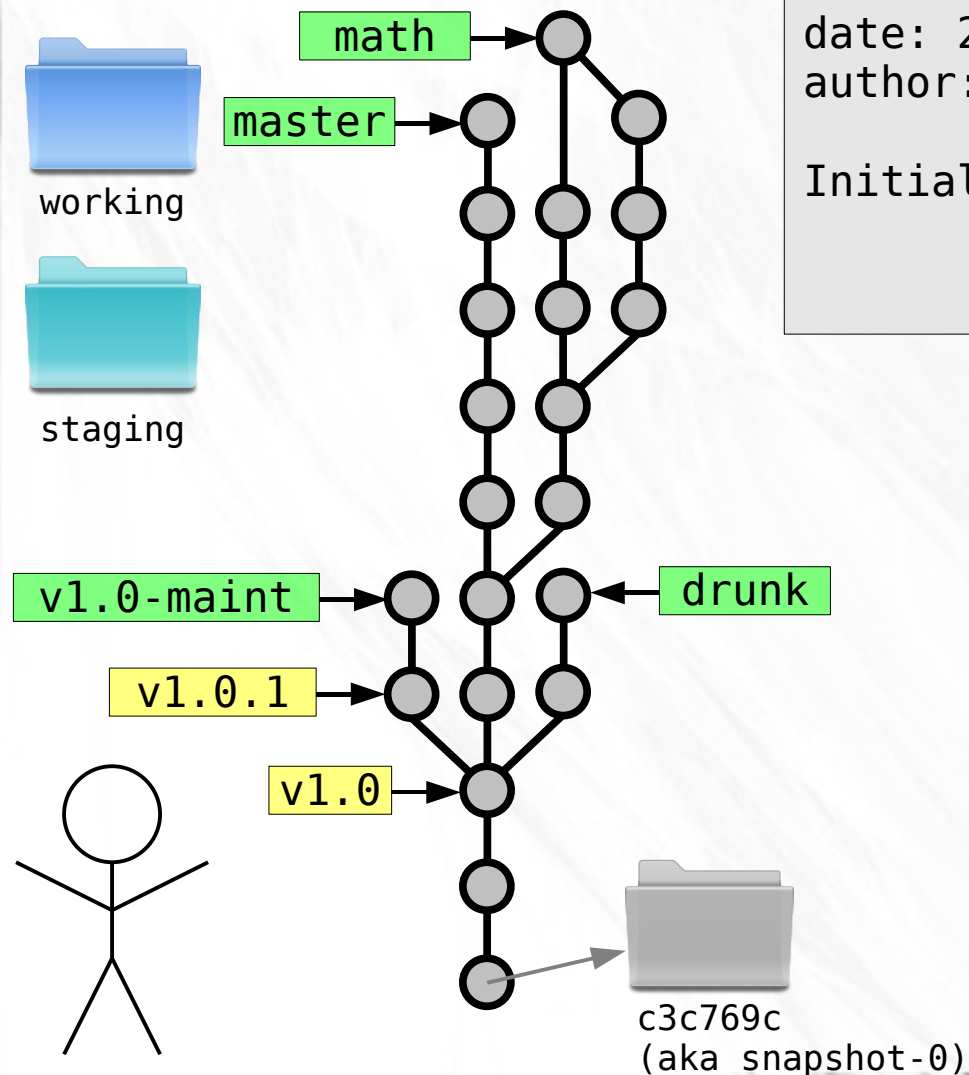 math
date: 2
author:
master
Initial
working
staging
v1.0-maint
drunk
v1.0.1
v1.0
c3c769c
(aka snapshot-0)